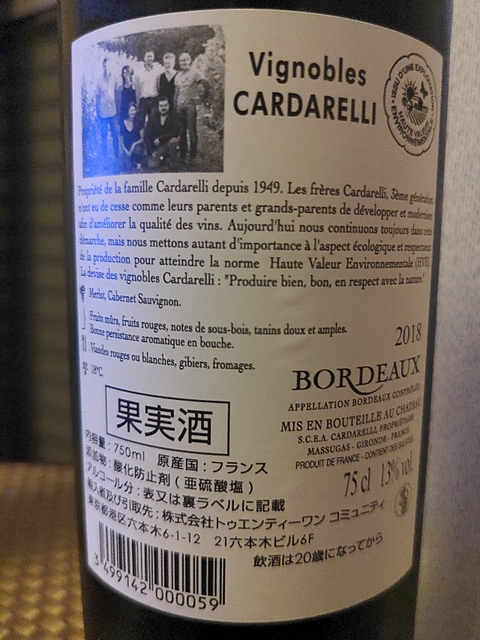 Vignobles
CARDARELLI
ISSU D'UNE EXPLOITATION
HAUTE VALEUR
ENVIRONNEMENTALE
Propriété de la famille Cardarelli depuis 1949. Les frères Cardarelli, 3ème génération,
n'ont eu de cesse comme leurs parents et grands-parents de développer et moderniser
afin d'améliorer la qualité des vins. Aujourd'hui nous continuons toujours dans cette
démarche, mais nous mettons autant d'importance à l'aspect écologique et respectueux
de la production pour atteindre la norme Haute Valeur Environnementale (HVE).
La devise des vignobles Cardarelli : "Produire bien, bon, en respect avec la nature."
Merlot, Cabernet Sauvignon.
Fruits mûrs, fruits rouges, notes de sous-bois, tanins doux et amples.
Bonne persistance aromatique en bouche.
Viandes rouges ou blanches, gibiers, fromages.
18°C.
2018
BORDEAUX
APPELLATION BORDEAUX CONTRÔLÉE
MIS EN BOUTEILLE AU CHATEAU
S.C.E.A. CARDARELLI, PROPRIÉTAIRE
MASSUGAS - GIRONDE - FRANCE
PRODUIT DE FRANCE - CONTIENT DES SULFITES
75 cl 13% vol.
果実酒
内容量：750ml 原産国：フランス
添加物：酸化防止剤（亜硫酸塩）
アルコール分：表又は裏ラベルに記載
輸入者及び引取先：株式会社トゥエンティーワン コミュニティ
東京都港区六本木6-1-12 21六本木ビル6F
飲酒は20歳になってから
3 499142 000059